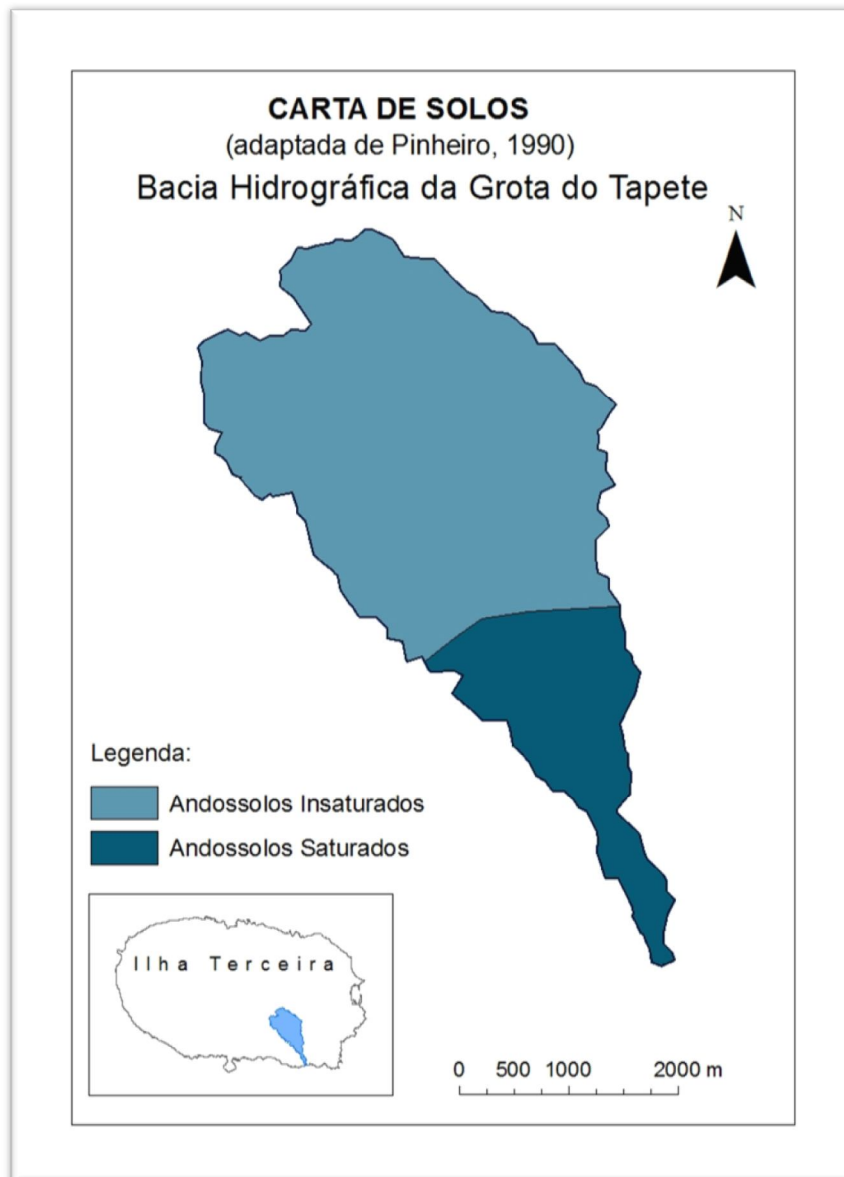 CARTA DE SOLOS
(adaptada de Pinheiro, 1990)
Bacia Hidrográfica da Grota do Tapete
N
Legenda:
Andossolos Insaturados
Andossolos Saturados
Ilha Terceira
0 500 1000 2000 m